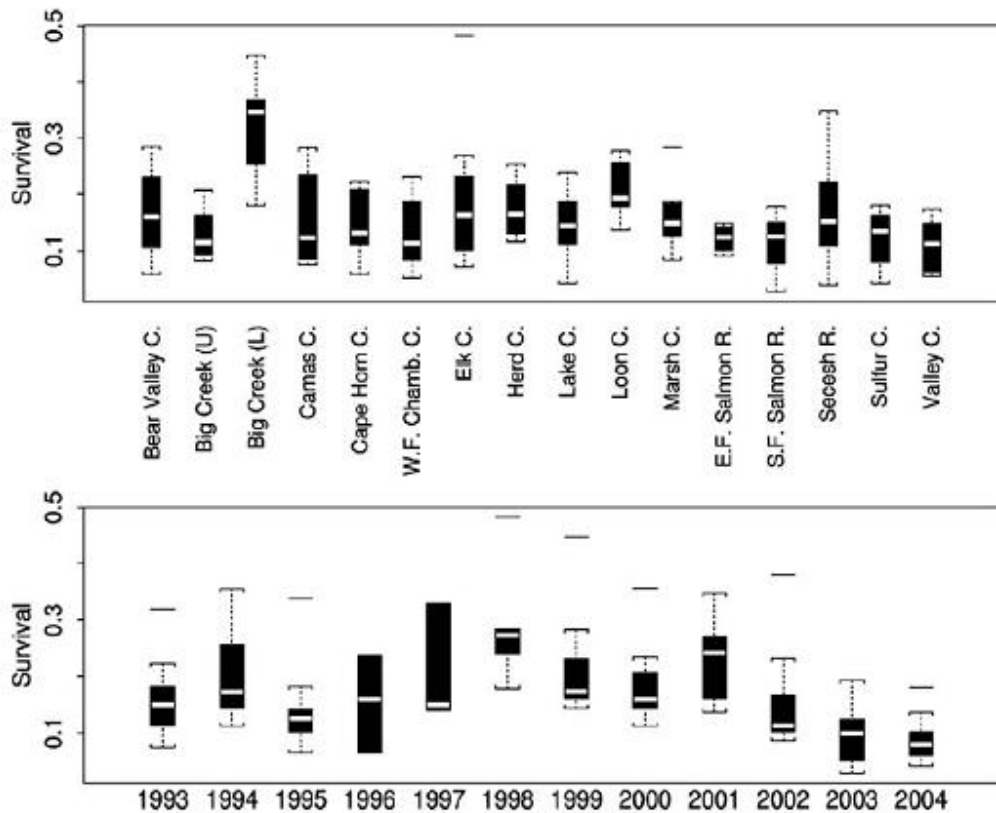 0.5
0.3
0.1
Survival
Bear Valley C.
Big Creek (U)
Big Creek (L)
Camas C.
Cape Horn C.
W.F. Chamb. C.
Elk C.
Herd C.
Lake C.
Loon C.
Marsh C.
E.F. Salmon R.
S.F. Salmon R.
Secesh R.
Sulfur C.
Valley C.
0.5
0.3
0.1
Survival
1993 1994 1995 1996 1997 1998 1999 2000 2001 2002 2003 2004